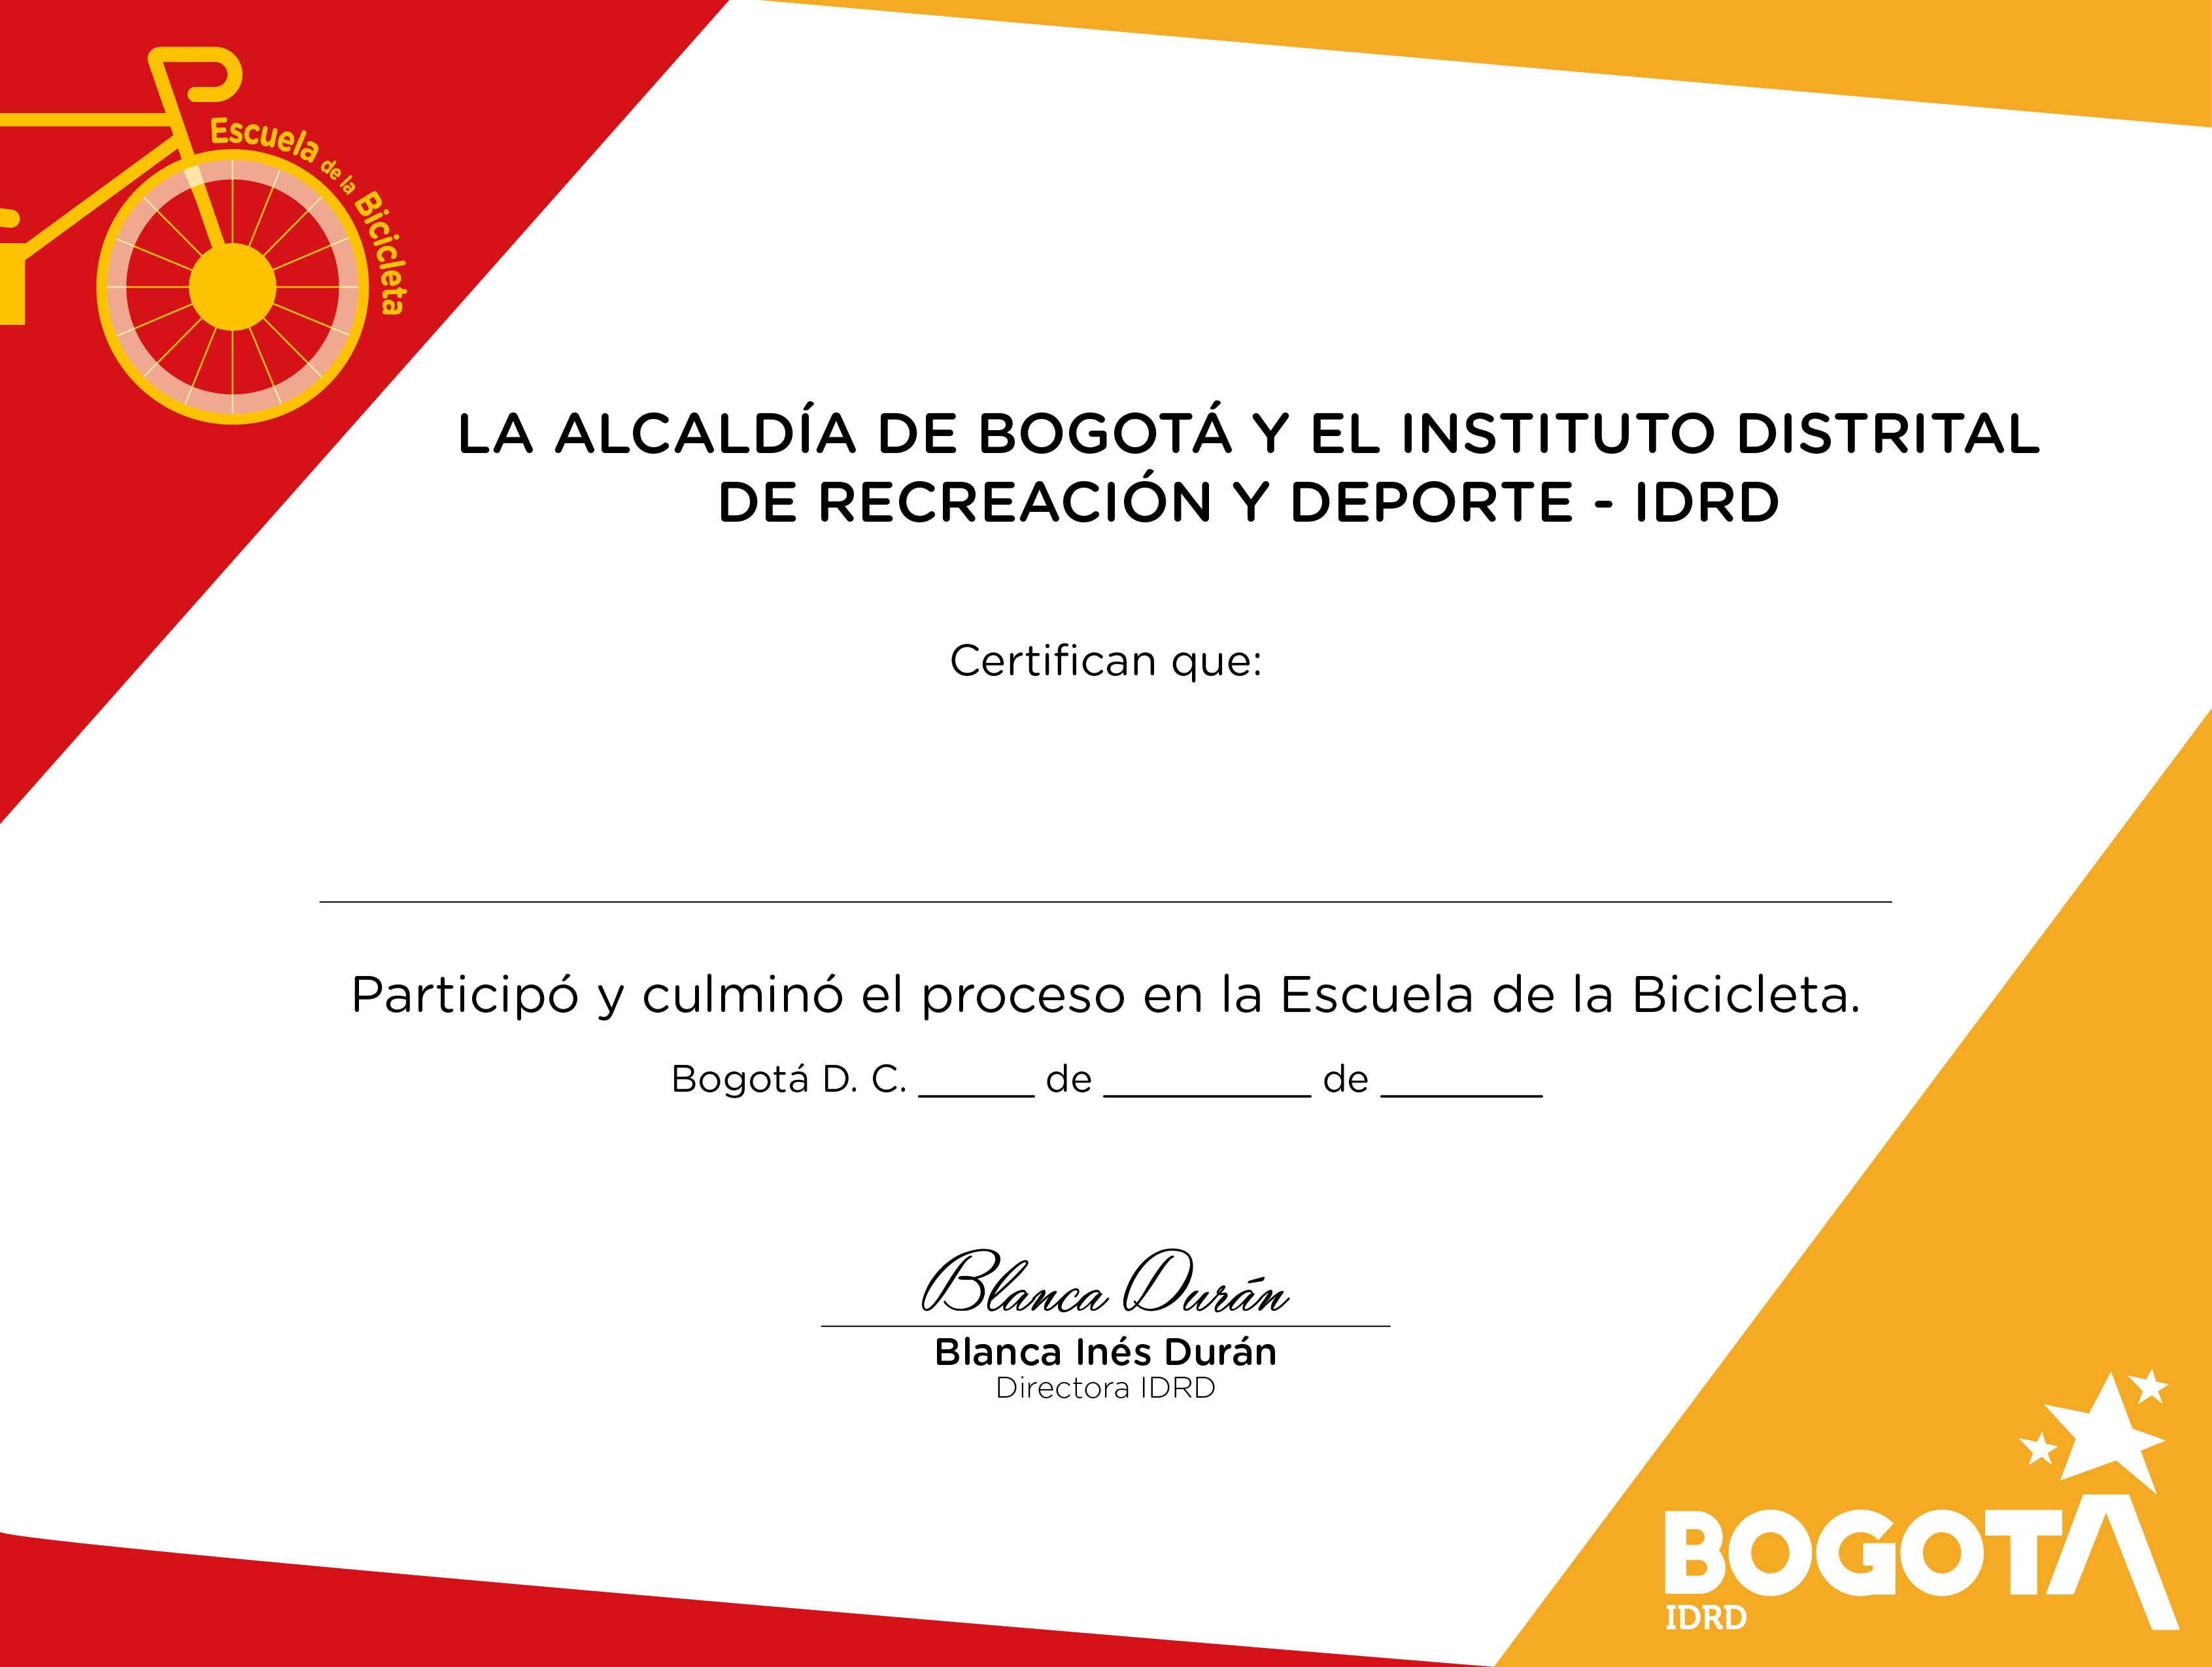 Escuela de la Bicicleta
LA ALCALDÍA DE BOGOTÁ Y EL INSTITUTO DISTRITAL
DE RECREACIÓN Y DEPORTE - IDRD
Certifican que:
Participó y culminó el proceso en la Escuela de la Bicicleta.
Bogotá D. C. ______ de __________ de ________
Blanca Durán
Blanca Inés Durán
Directora IDRD
BOGOTÁ
IDRD